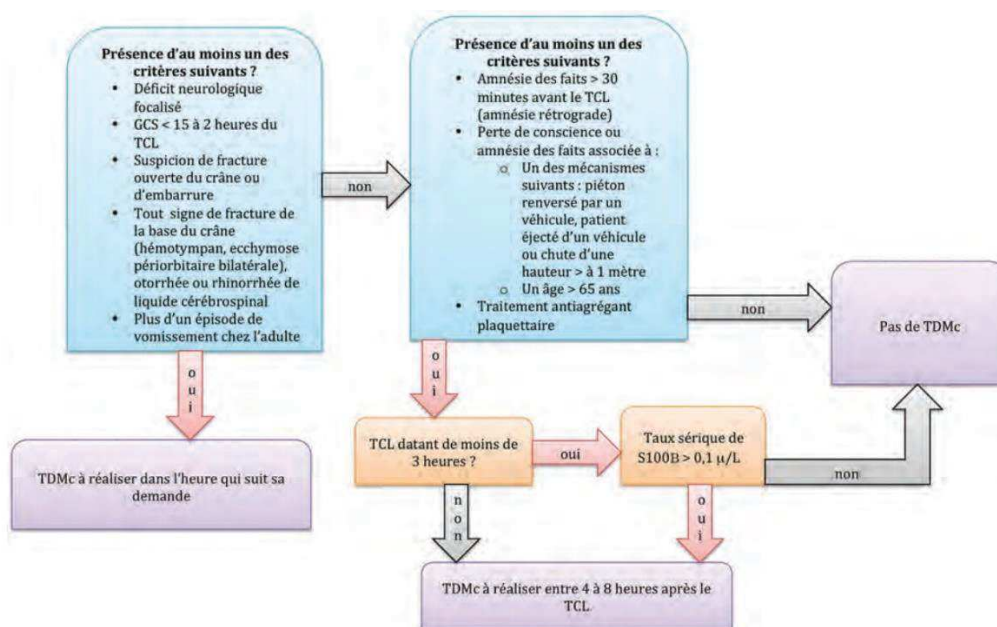 Présence d'au moins un des
critères suivants ?
• Déficit neurologique
focalisé
• GCS < 15 à 2 heures du
TCL
• Suspicion de fracture
ouverte du crâne ou
d'embarrure
• Tout signe de fracture de
la base du crâne
(hémotympan, ecchymose
périorbitaire bilatérale),
otorrhée ou rhinorrhée de
liquide cérébrospinal
• Plus d'un épisode de
vomissement chez l'adulte
non
Présence d'au moins un des
critères suivants ?
• Amnésie des faits > 30
minutes avant le TCL
(amnésie rétrograde)
• Perte de conscience ou
amnésie des faits associée à :
o Un des mécanismes
suivants : piéton
renversé par un
véhicule, patient
éjecté d'un véhicule
ou chute d'une
hauteur > à 1 mètre
o Un âge > 65 ans
• Traitement antiagrégant
plaquettaire
non
Pas de TDMc
oui
TDMc à réaliser dans l'heure qui suit sa
demande
oui
TCL datant de moins de
3 heures ?
oui
Taux sérique de
S100B > 0,1 µ/L
non
non
oui
TDMc à réaliser entre 4 à 8 heures après le
TCL